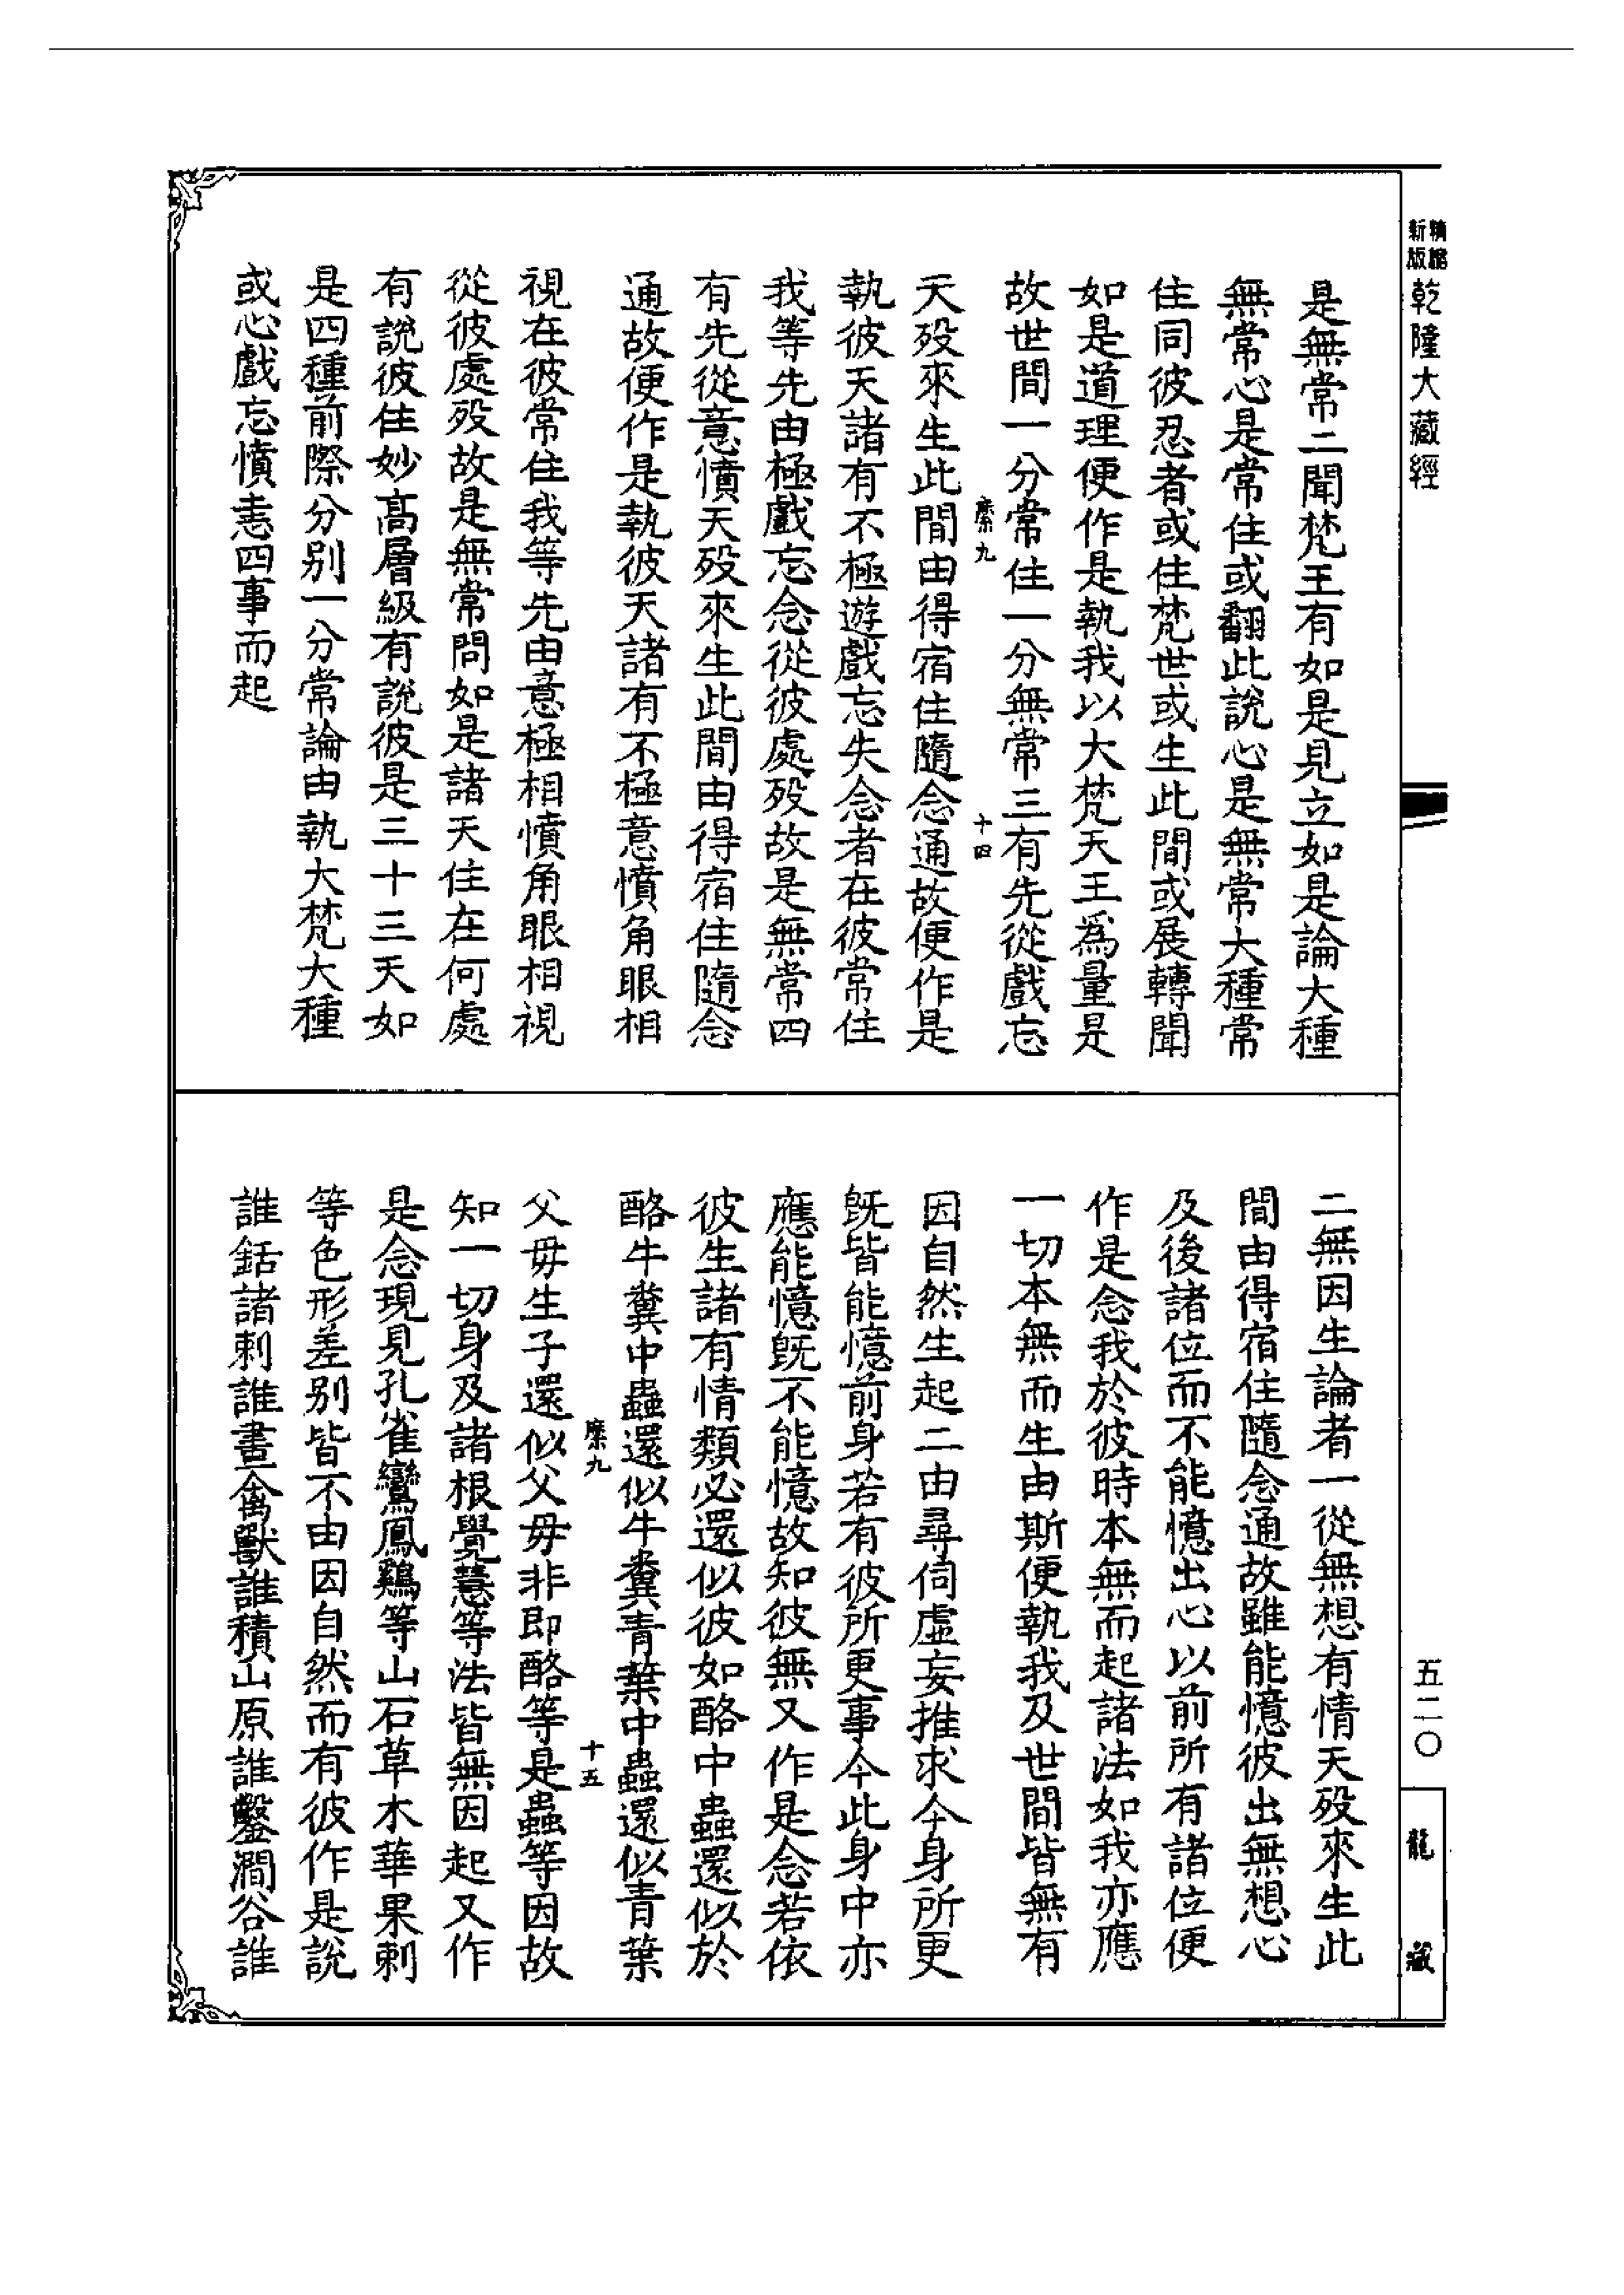 精縮
新版
乾隆大藏經
是無常二聞梵王有如是見立如是論大種
無常心是常住或翻此說心是無常大種常
住同彼忍者或住梵世或生此間或展轉聞
如是道理便作是執我以大梵天王爲量是
故世間一分常住一分無常三有先從戲忘
縻九
十四
天歿來生此間由得宿住隨念通故便作是
執彼天諸有不極遊戲忘失念者在彼常住
我等先由極戲忘念從彼處歿故是無常四
有先從意憤天歿來生此間由得宿住隨念
通故便作是執彼天諸有不極意憤角眼相
視在彼常住我等先由意極相憤角眼相視
從彼處歿故是無常問如是諸天住在何處
有說彼住妙高層級有說彼是三十三天如
是四種前際分別一分常論由執大梵大種
或心戲忘憤恚四事而起
二無因生論者一從無想有情天歿來生此
間由得宿住隨念通故雖能憶彼出無想心
及後諸位而不能憶出心以前所有諸位便
作是念我於彼時本無而起諸法如我亦應
一切本無而生由斯便執我及世間皆無有
因自然生起二由尋伺虛妄推求今身所更
既皆能憶前身若有彼所更事今此身中亦
應能憶既不能憶故知彼無又作是念若依
彼生諸有情類必還似彼如酪中蟲還似於
酪牛糞中蟲還似牛糞青葉中蟲還似青葉
縻九
十五
父毋生子還似父毋非即酪等是蟲等因故
知一切身及諸根覺慧等法皆無因起又作
是念現見孔雀鸞鳳鷄等山石草木華果刺
等色形差別皆不由因自然而有彼作是說
誰銛諸刺誰畫禽獸誰積山原誰鑿澗谷誰
五二〇
龍藏